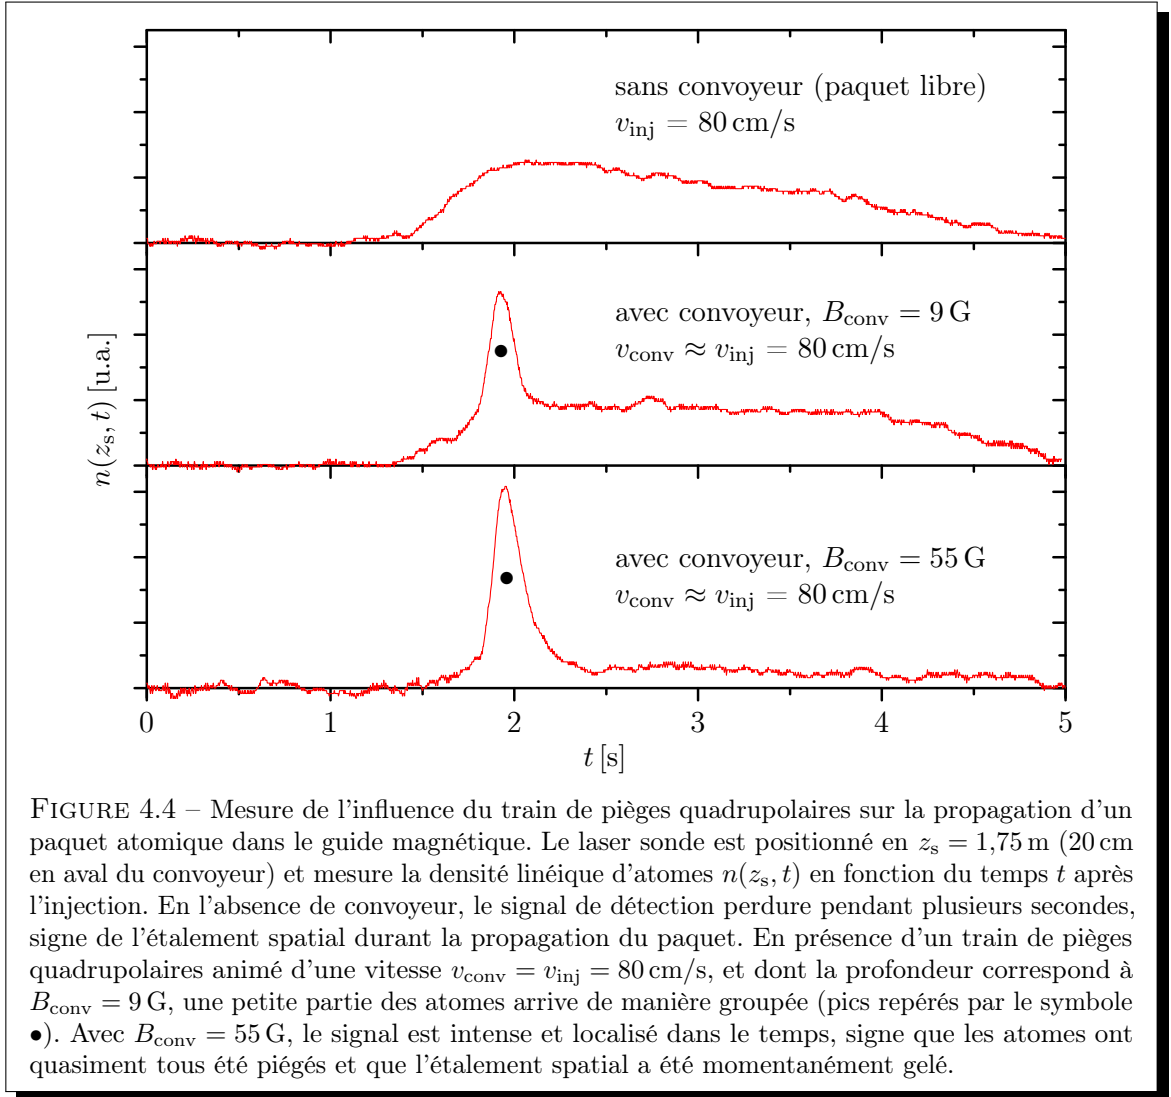 sans convoyeur (paquet libre)
v_inj = 80 cm/s
avec convoyeur, B_conv = 9 G
v_conv ≈ v_inj = 80 cm/s
n(z_s, t) [u.a.]
avec convoyeur, B_conv = 55 G
v_conv ≈ v_inj = 80 cm/s
0 1 2 3 4 5
t [s]
FIGURE 4.4 – Mesure de l'influence du train de pièges quadrupolaires sur la propagation d'un
paquet atomique dans le guide magnétique. Le laser sonde est positionné en z_s = 1,75 m (20 cm
en aval du convoyeur) et mesure la densité linéique d'atomes n(z_s, t) en fonction du temps t après
l'injection. En l'absence de convoyeur, le signal de détection perdure pendant plusieurs secondes,
signe de l'étalement spatial durant la propagation du paquet. En présence d'un train de pièges
quadrupolaires animé d'une vitesse v_conv = v_inj = 80 cm/s, et dont la profondeur correspond à
B_conv = 9 G, une petite partie des atomes arrive de manière groupée (pics repérés par le symbole
•). Avec B_conv = 55 G, le signal est intense et localisé dans le temps, signe que les atomes ont
quasiment tous été piégés et que l'étalement spatial a été momentanément gelé.